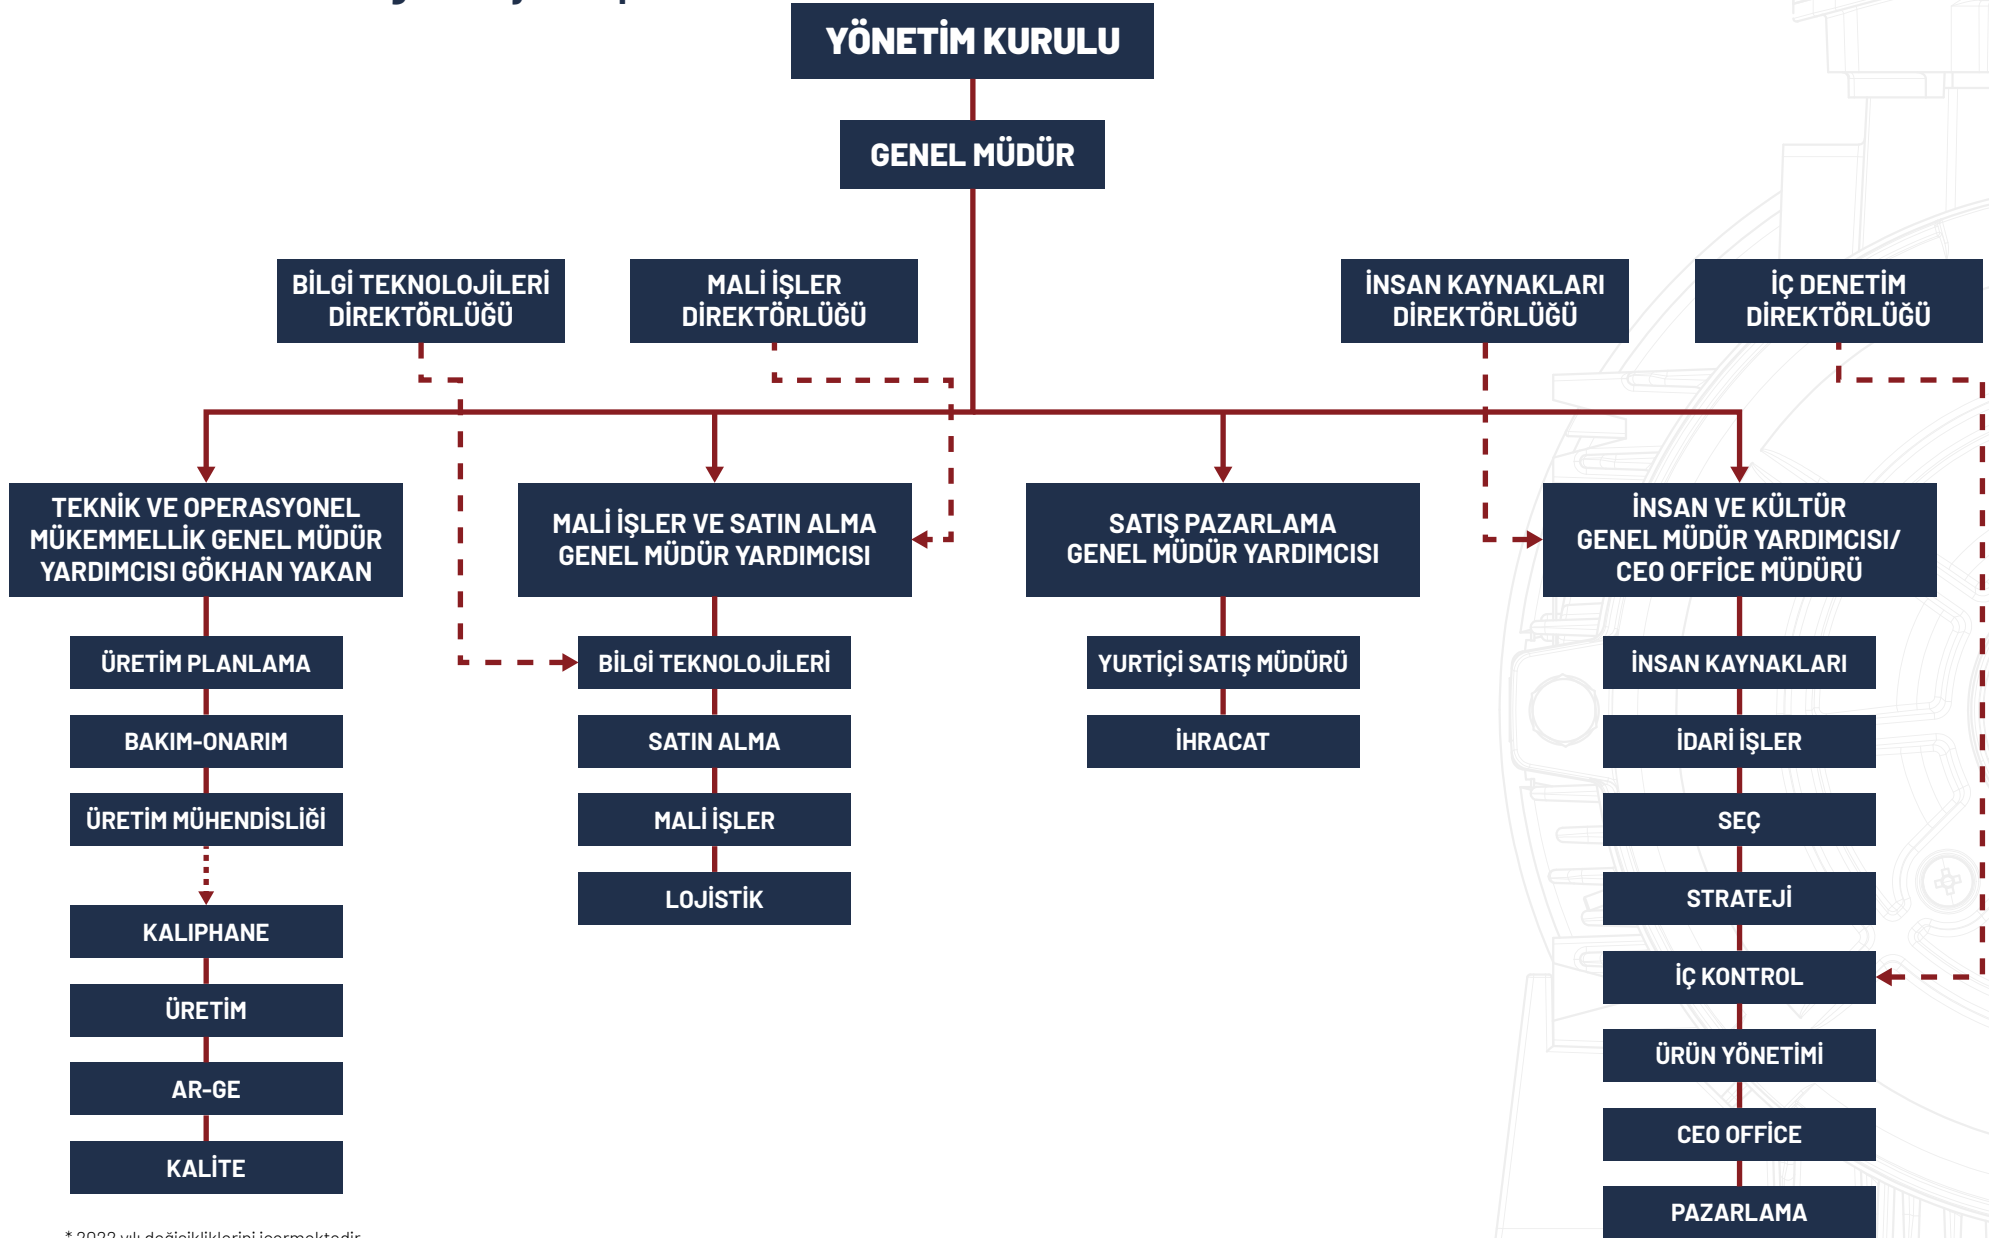 YÖNETİM KURULU
GENEL MÜDÜR
BİLGİ TEKNOLOJİLERİ
DİREKTÖRLÜĞÜ
MALİ İŞLER
DİREKTÖRLÜĞÜ
İNSAN KAYNAKLARI
DİREKTÖRLÜĞÜ
İÇ DENETİM
DİREKTÖRLÜĞÜ
TEKNİK VE OPERASYONEL
MÜKEMMELLİK GENEL MÜDÜR
YARDIMCISI GÖKHAN YAKAN
MALİ İŞLER VE SATIN ALMA
GENEL MÜDÜR YARDIMCISI
SATIŞ PAZARLAMA
GENEL MÜDÜR YARDIMCISI
İNSAN VE KÜLTÜR
GENEL MÜDÜR YARDIMCISI/
CEO OFFİCE MÜDÜRÜ
ÜRETİM PLANLAMA
BAKIM-ONARIM
ÜRETİM MÜHENDİSLİĞİ
KALIPHANE
ÜRETİM
AR-GE
KALİTE
BİLGİ TEKNOLOJİLERİ
SATIN ALMA
MALİ İŞLER
LOJİSTİK
YURTİÇİ SATIŞ MÜDÜRÜ
İHRACAT
İNSAN KAYNAKLARI
İDARİ İŞLER
SEÇ
STRATEJİ
İÇ KONTROL
ÜRÜN YÖNETİMİ
CEO OFFİCE
PAZARLAMA
* 2022 yılı değişikliklerini içermektedir